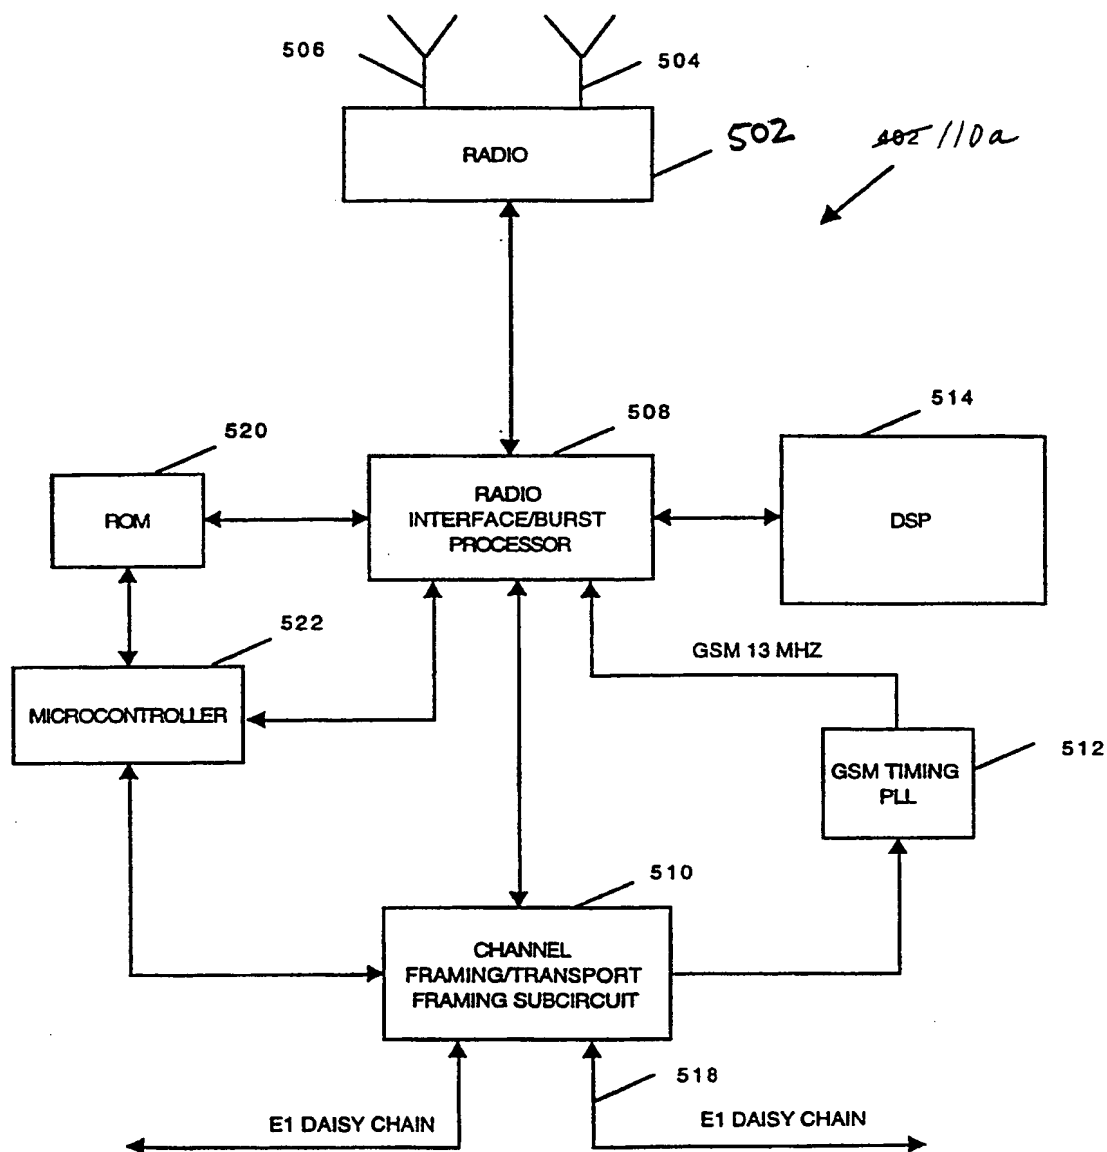 506
504
RADIO
502
402 110a
508
514
520
ROM
RADIO
INTERFACE/BURST
PROCESSOR
DSP
522
GSM 13 MHZ
MICROCONTROLLER
512
GSM TIMING
PLL
510
CHANNEL
FRAMING/TRANSPORT
FRAMING SUBCIRCUIT
518
E1 DAISY CHAIN
E1 DAISY CHAIN